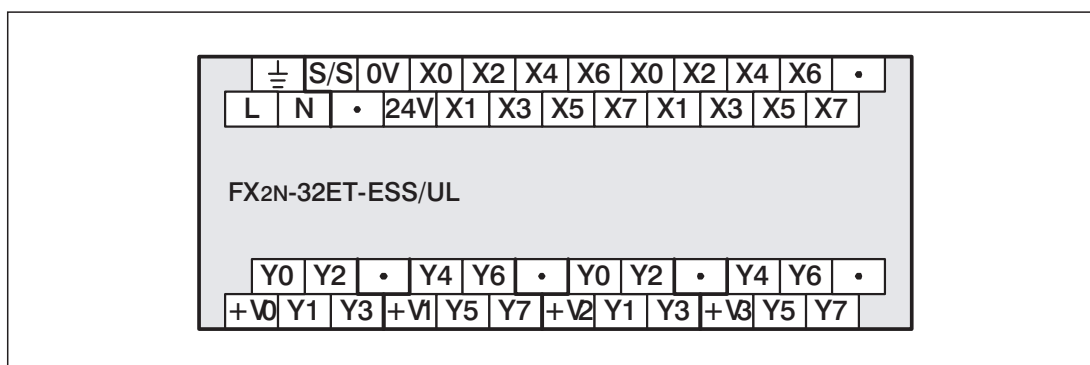 ⏚ S/S 0V X0 X2 X4 X6 X0 X2 X4 X6 •
L N • 24V X1 X3 X5 X7 X1 X3 X5 X7
FX2N-32ET-ESS/UL
Y0 Y2 • Y4 Y6 • Y0 Y2 • Y4 Y6 •
+V0 Y1 Y3 +V1 Y5 Y7 +V2 Y1 Y3 +V3 Y5 Y7